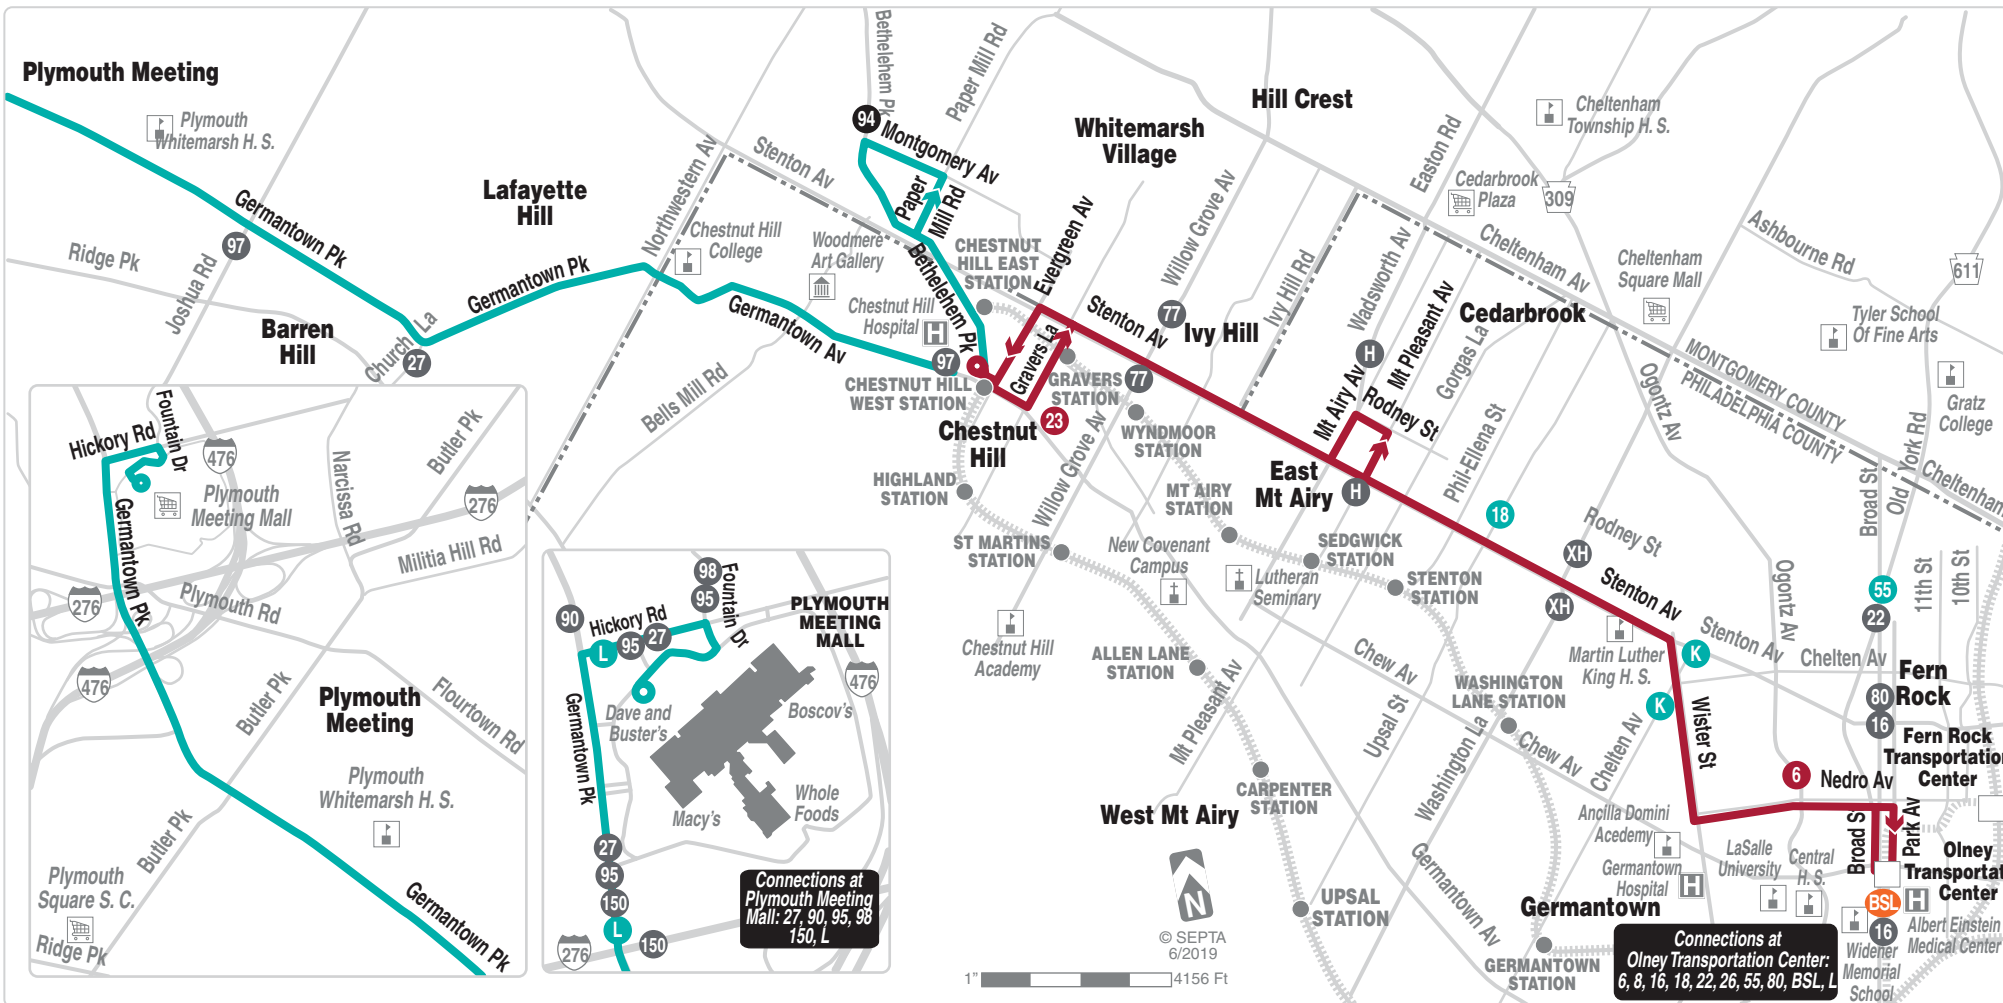 Plymouth Meeting
Plymouth
Whitemarsh H. S.
Germantown Pk
Ridge Pk
Joshua Rd
97
Barren
Hill
Church La
27
Lafayette
Hill
Germantown Pk
Northwestern Av
Stenton Av
Chestnut Hill
College
Woodmere
Art Gallery
Chestnut Hill
Hospital
H
Germantown Av
Bells Mill Rd
97
Bethelehem Pk
94
Montgomery Av
Paper Mill Rd
Paper
Mill Rd
Bethelehem Pk
CHESTNUT
HILL EAST
STATION
CHESTNUT HILL
WEST STATION
Evergreen Av
Gravers La
GRAVERS
STATION
23
Chestnut
Hill
Whitemarsh
Village
Hill Crest
Willow Grove Av
77
77
Willow Grove Av
Stenton Av
Ivy Hill
Ivy Hill Rd
WYNDMOOR
STATION
HIGHLAND
STATION
ST MARTINS
STATION
MT AIRY
STATION
New Covenant
Campus
Lutheran
Seminary
SEDGWICK
STATION
STENTON
STATION
Chestnut Hill
Academy
ALLEN LANE
STATION
Mt Pleasant Av
CARPENTER
STATION
West Mt Airy
UPSAL
STATION
Easton Rd
Wadsworth Av
H
Mt Airy Av
Rodney St
Mt Pleasant Av
Gorgas La
East
Mt Airy
H
Phil-Ellena St
18
Cedarbrook
Cedarbrook
Plaza
309
Cheltenham
Township H. S.
Cheltenham Av
Cheltenham
Square Mall
Ashbourne Rd
611
Tyler School
Of Fine Arts
Gratz
College
MONTGOMERY COUNTY
PHILADELPHIA COUNTY
Cheltenham
Ogontz Av
Old York Rd
Broad St
Rodney St
XH
XH
Stenton Av
Stenton Av
Martin Luther
King H. S.
K
K
Chelten Av
Chelten Av
Ogontz Av
55
22
11th St
10th St
80
16
Fern
Rock
Fern Rock
Transportation
Center
Chew Av
Chew Av
WASHINGTON
LANE STATION
Upsal St
Washington La
Wister St
6
Nedro Av
Broad St
Park Av
Olney
Transportat
Center
Ancilla Domini
Acedemy
Germantown
Hospital
H
LaSalle
University
Central
H. S.
BSL
H
16
Widener
Memorial
School
Albert Einstein
Medical Center
Germantown Av
Germantown
GERMANTOWN
STATION
Connections at
Olney Transportation Center:
6, 8, 16, 18, 22, 26, 55, 80, BSL, L
N
© SEPTA
6/2019
1"
4156 Ft
Hickory Rd
Fountain Dr
476
Plymouth
Meeting Mall
Germantown Pk
276
Plymouth Rd
476
Narcissa Rd
Butler Pk
276
Militia Hill Rd
Butler Pk
Plymouth
Meeting
Flourtown Rd
Plymouth
Whitemarsh H. S.
Butler Pk
Plymouth
Square S. C.
Ridge Pk
Germantown Pk
90
98
95
Fountain Dr
Hickory Rd
L
95
27
PLYMOUTH
MEETING
MALL
476
Germantown Pk
Dave and
Buster's
Boscov's
Macy's
Whole
Foods
27
95
150
L
150
276
Connections at
Plymouth Meeting
Mall: 27, 90, 95, 98
150, L